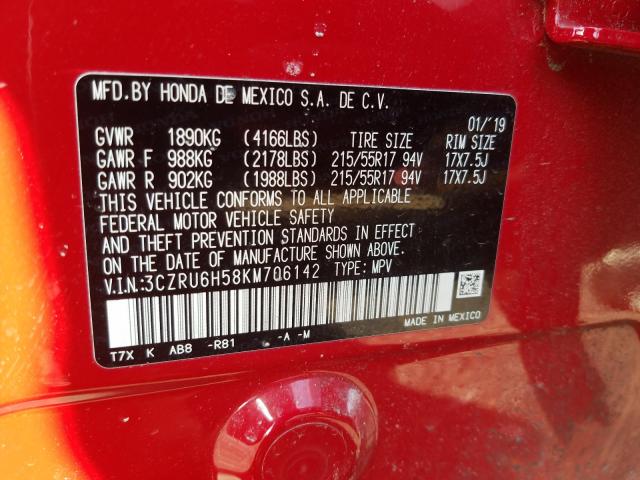 MFD.BY HONDA DE MEXICO S.A. DE C.V.
01/'19
GVWR 1890KG (4166LBS) TIRE SIZE RIM SIZE
GAWR F 988KG (2178LBS) 215/55R17 94V 17X7.5J
GAWR R 902KG (1988LBS) 215/55R17 94V 17X7.5J
THIS VEHICLE CONFORMS TO ALL APPLICABLE
FEDERAL MOTOR VEHICLE SAFETY
AND THEFT PREVENTION STANDARDS IN EFFECT
ON THE DATE OF MANUFACTURE SHOWN ABOVE.
V.I.N:3CZRU6H58KM706142 TYPE: MPV
MADE IN MEXICO
T7X K AB8 -R81 -A -M